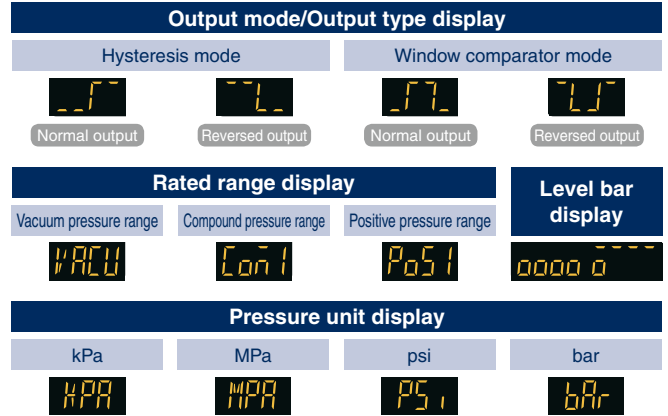 Output mode/Output type display
Hysteresis mode
Window comparator mode
Normal output
Reversed output
Normal output
Reversed output
Rated range display
Level bar
display
Vacuum pressure range
Compound pressure range
Positive pressure range
VACU
Com1
PoS1
oooo o
Pressure unit display
kPa
MPa
psi
bar
KPA
MPA
PSi
bAr